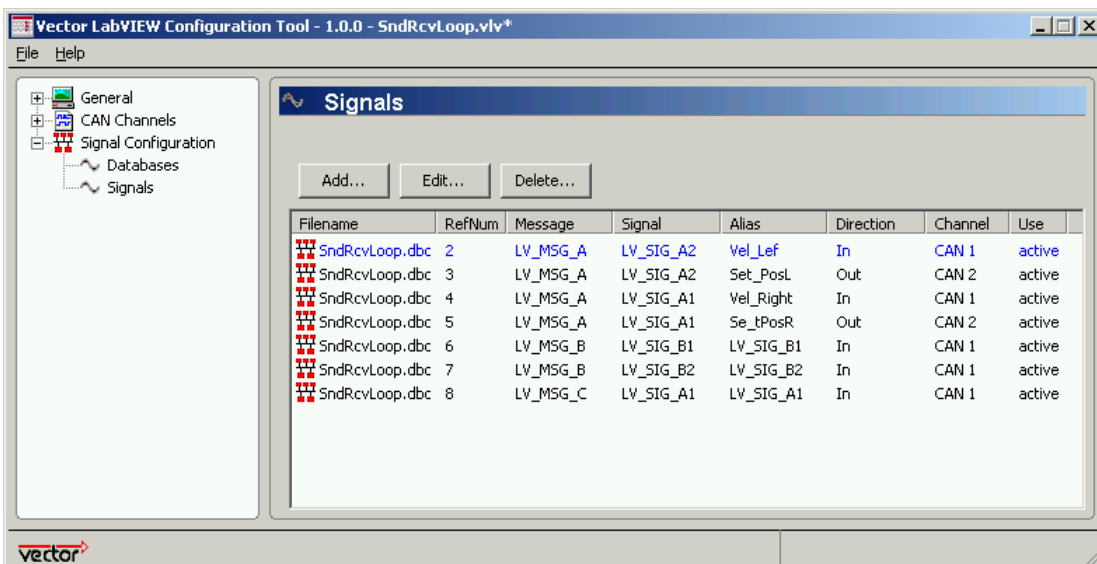 Vector LabVIEW Configuration Tool - 1.0.0 - SndRcvLoop.vlv*
File Help
General
CAN Channels
Signal Configuration
Databases
Signals
Signals
Add... Edit... Delete...
Filename RefNum Message Signal Alias Direction Channel Use
SndRcvLoop.dbc 2 LV_MSG_A LV_SIG_A2 Vel_Lef In CAN 1 active
SndRcvLoop.dbc 3 LV_MSG_A LV_SIG_A2 Set_PosL Out CAN 2 active
SndRcvLoop.dbc 4 LV_MSG_A LV_SIG_A1 Vel_Right In CAN 1 active
SndRcvLoop.dbc 5 LV_MSG_A LV_SIG_A1 Se_tPosR Out CAN 2 active
SndRcvLoop.dbc 6 LV_MSG_B LV_SIG_B1 LV_SIG_B1 In CAN 1 active
SndRcvLoop.dbc 7 LV_MSG_B LV_SIG_B2 LV_SIG_B2 In CAN 1 active
SndRcvLoop.dbc 8 LV_MSG_C LV_SIG_A1 LV_SIG_A1 In CAN 1 active
vector